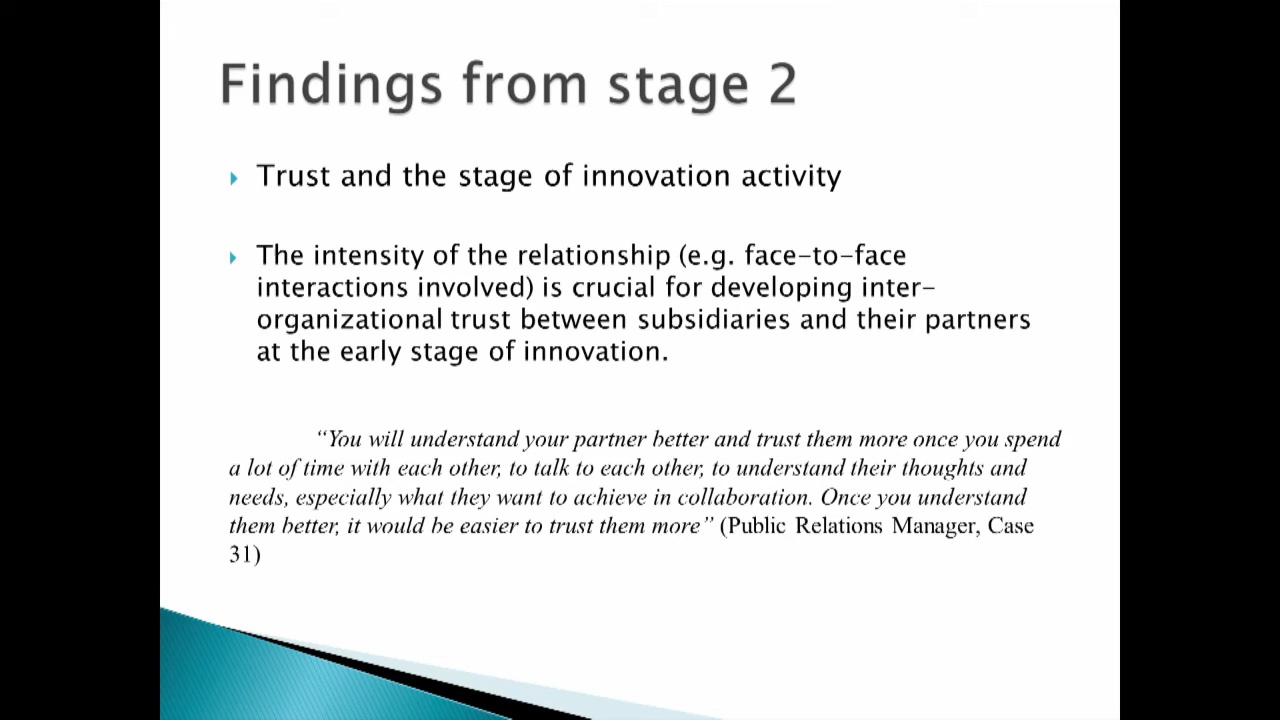 Findings from stage 2
Trust and the stage of innovation activity
The intensity of the relationship (e.g. face-to-face
interactions involved) is crucial for developing inter-
organizational trust between subsidiaries and their partners
at the early stage of innovation.
“You will understand your partner better and trust them more once you spend
a lot of time with each other, to talk to each other, to understand their thoughts and
needs, especially what they want to achieve in collaboration. Once you understand
them better, it would be easier to trust them more” (Public Relations Manager, Case
31)